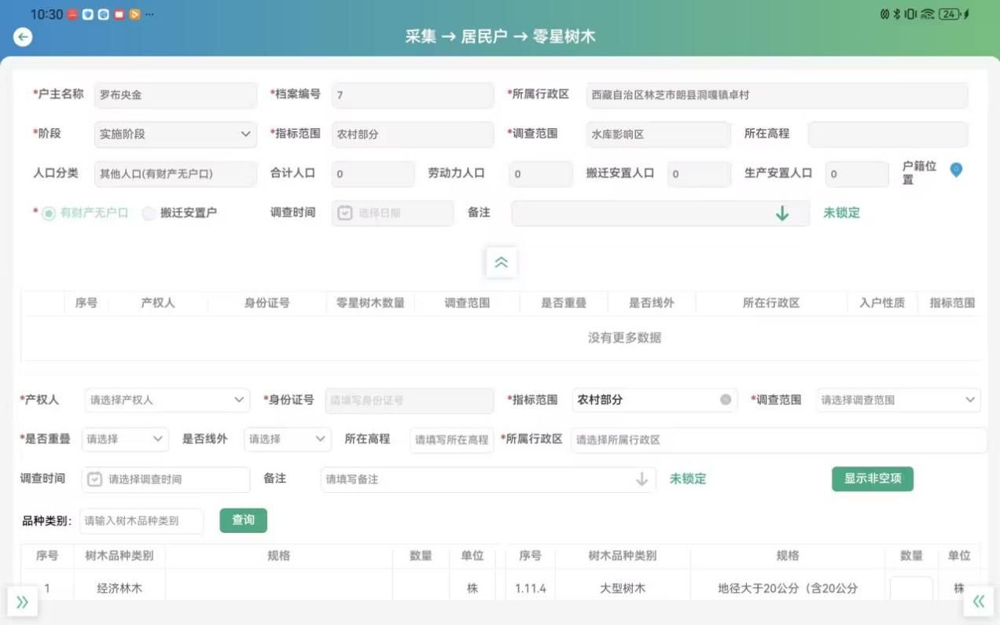 10:30 ··· 24
采集 → 居民户 → 零星树木
*户主名称 罗布央金 *档案编号 7 *所属行政区 西藏自治区林芝市朗县洞嘎镇卓村
*阶段 实施阶段 *指标范围 农村部分 *调查范围 水库影响区 所在高程
人口分类 其他人口(有财产无户口) 合计人口 0 劳动力人口 0 搬迁安置人口 0 生产安置人口 0 户籍位置
* 有财产无户口 搬迁安置户 调查时间 选择日期 备注 未锁定
序号 产权人 身份证号 零星树木数量 调查范围 是否重叠 是否线外 所在行政区 入户性质 指标范围
没有更多数据
*产权人 请选择产权人 *身份证号 请填写身份证号 *指标范围 农村部分 *调查范围 请选择调查范围
*是否重叠 请选择 是否线外 请选择 所在高程 请填写所在高程 *所属行政区 请选择所属行政区
调查时间 请选择调查时间 备注 请填写备注 未锁定 显示非空项
品种类别: 请输入树木品种类别 查询
序号 树木品种类别 规格 数量 单位 序号 树木品种类别 规格 数量 单位
1 经济林木 株 1.11.4 大型树木 地径大于20公分（含20公分 株